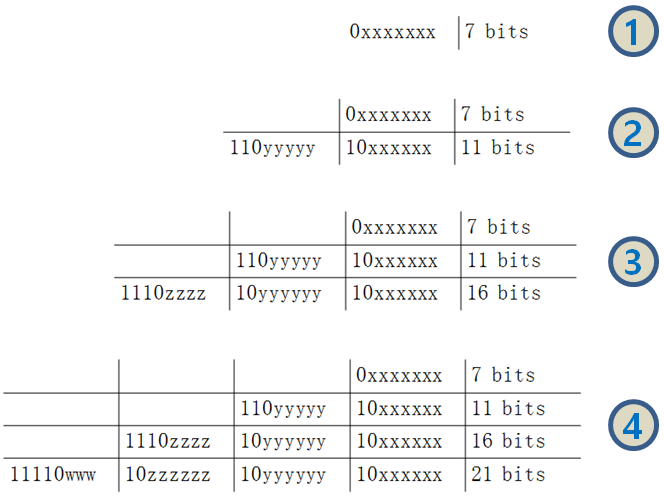 0xxxxxxx 7 bits 1
0xxxxxxx 7 bits
110yyyyy 10xxxxxx 11 bits 2
0xxxxxxx 7 bits
110yyyyy 10xxxxxx 11 bits 3
1110zzzz 10yyyyyy 10xxxxxx 16 bits
0xxxxxxx 7 bits
110yyyyy 10xxxxxx 11 bits 4
1110zzzz 10yyyyyy 10xxxxxx 16 bits
11110www 10zzzzzz 10yyyyyy 10xxxxxx 21 bits